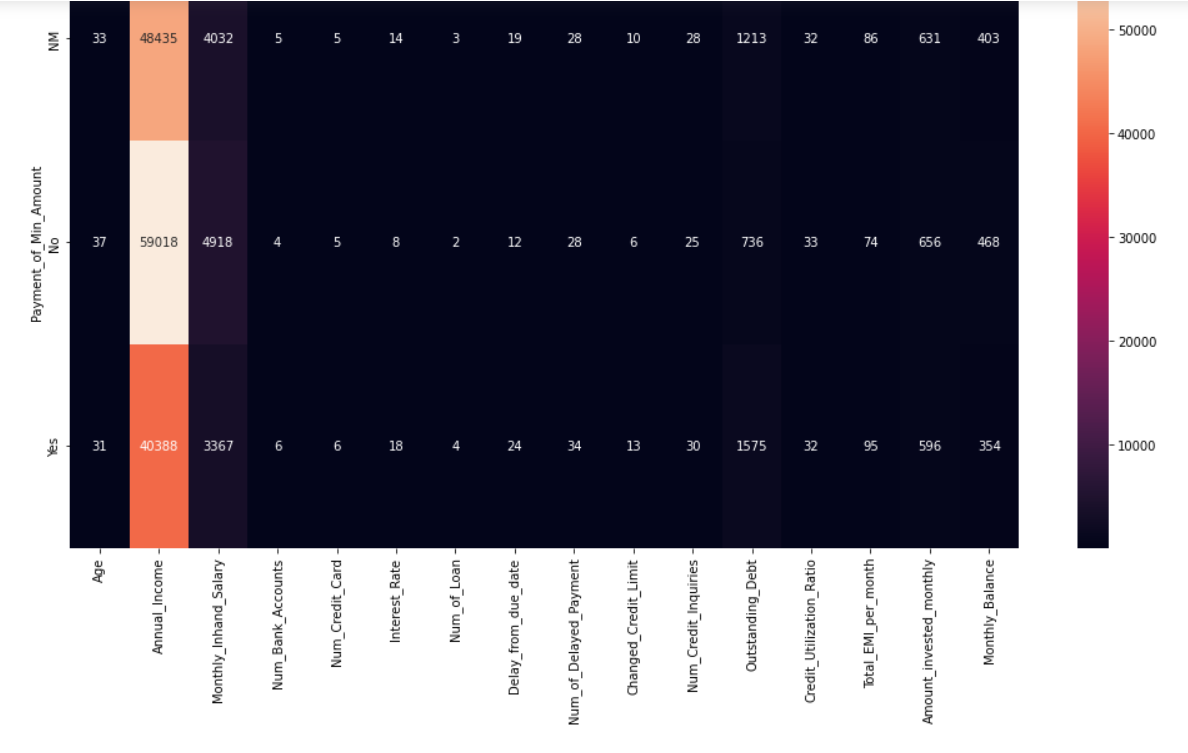 NM 33 48435 4032 5 5 14 3 19 28 10 28 1213 32 86 631 403
No 37 59018 4918 4 5 8 2 12 28 6 25 736 33 74 656 468
Yes 31 40388 3367 6 6 18 4 24 34 13 30 1575 32 95 596 354
Payment_of_Min_Amount
Age
Annual_Income
Monthly_Inhand_Salary
Num_Bank_Accounts
Num_Credit_Card
Interest_Rate
Num_of_Loan
Delay_from_due_date
Num_of_Delayed_Payment
Changed_Credit_Limit
Num_Credit_Inquiries
Outstanding_Debt
Credit_Utilization_Ratio
Total_EMI_per_month
Amount_invested_monthly
Monthly_Balance
50000
40000
30000
20000
10000